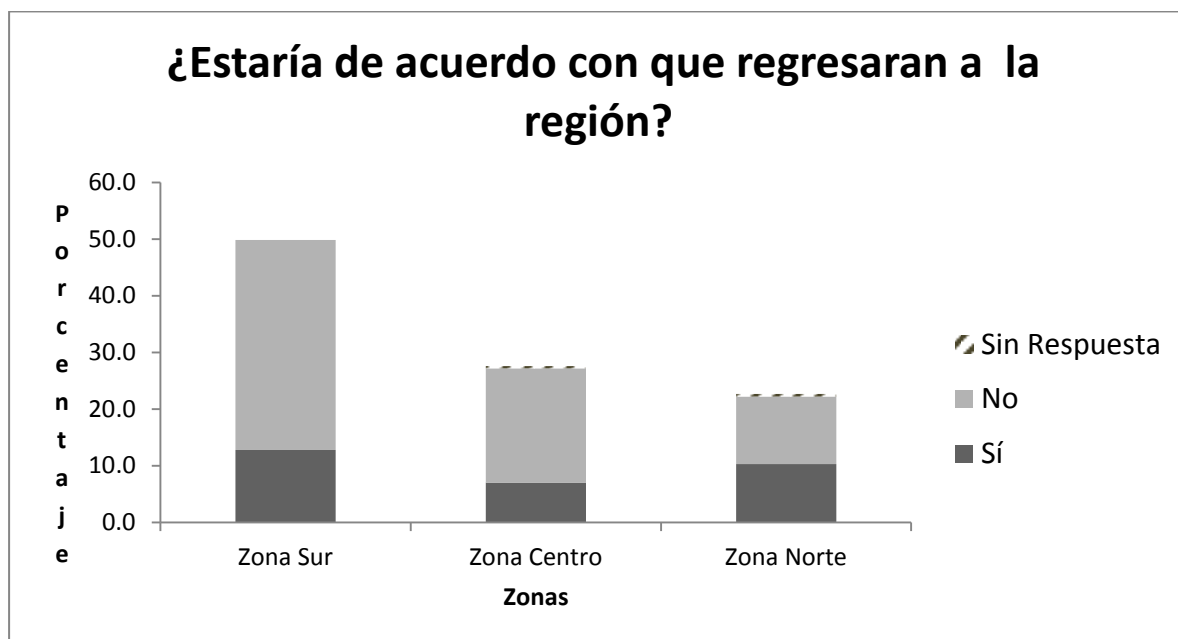 ¿Estaría de acuerdo con que regresaran a la
región?
60.0
50.0
40.0
30.0
20.0
10.0
0.0
Porcentaje
Zona Sur
Zona Centro
Zona Norte
Zonas
Sin Respuesta
No
Sí